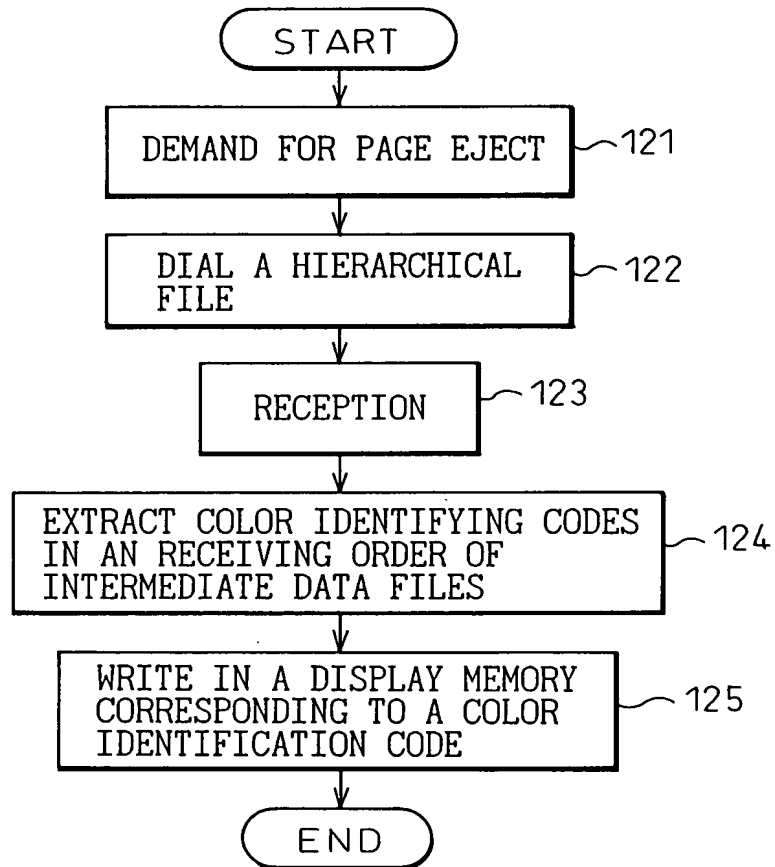 START
DEMAND FOR PAGE EJECT
121
DIAL A HIERARCHICAL
FILE
122
RECEPTION
123
EXTRACT COLOR IDENTIFYING CODES
IN AN RECEIVING ORDER OF
INTERMEDIATE DATA FILES
124
WRITE IN A DISPLAY MEMORY
CORRESPONDING TO A COLOR
IDENTIFICATION CODE
125
END